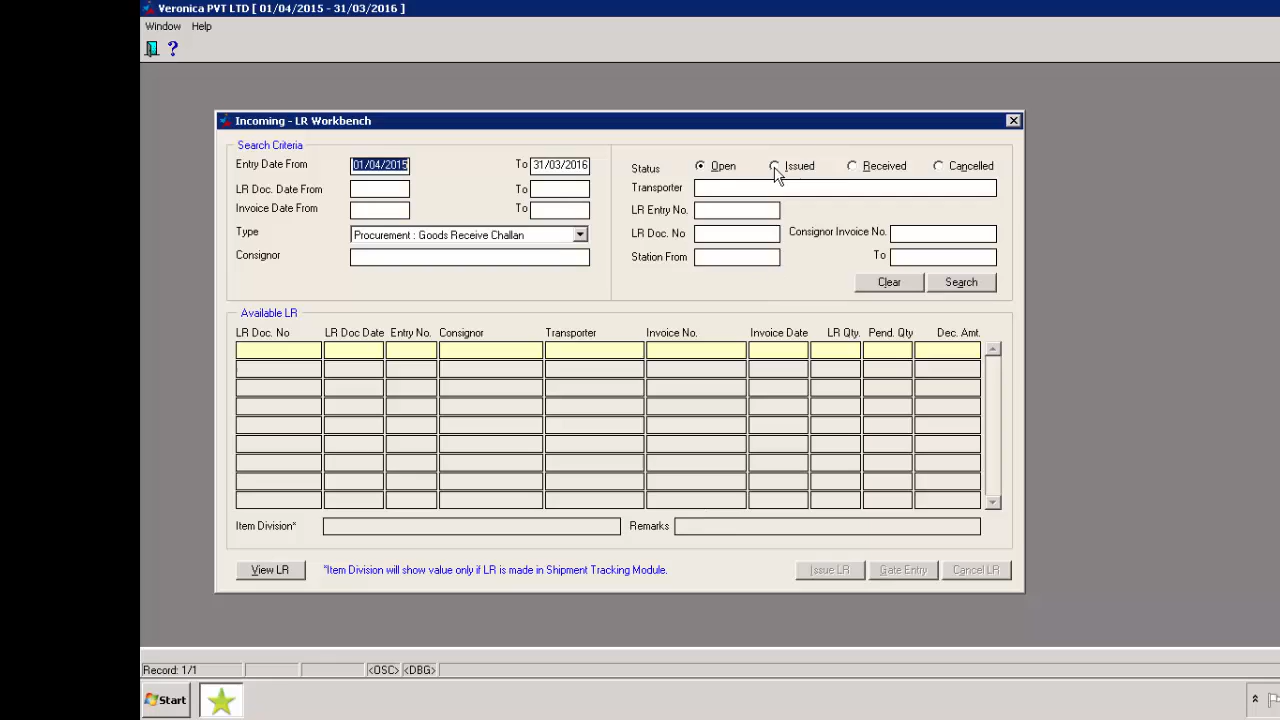 Veronica PVT LTD [ 01/04/2015 - 31/03/2016 ]
Window Help
?
Incoming - LR Workbench
Search Criteria
Entry Date From 01/04/2015 To 31/03/2016
LR Doc. Date From To
Invoice Date From To
Type Procurement : Goods Receive Challan
Consignor
Status Open Issued Received Cancelled
Transporter
LR Entry No.
LR Doc. No Consignor Invoice No.
Station From To
Clear Search
Available LR
LR Doc. No LR Doc Date Entry No. Consignor Transporter Invoice No. Invoice Date LR Qty. Pend. Qty Dec. Amt.
Item Division* Remarks
View LR *Item Division will show value only if LR is made in Shipment Tracking Module. Issue LR Gate Entry Cancel LR
Record: 1/1 <OSC> <DBG>
Start